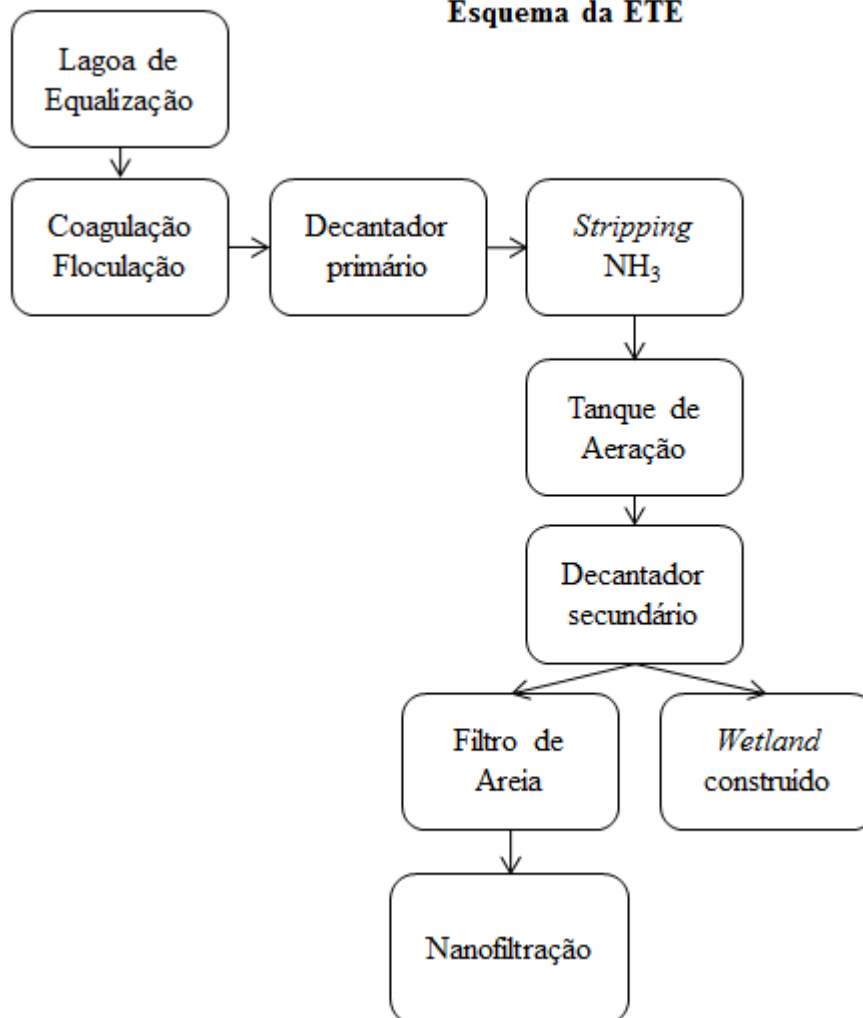 Esquema da ETE
Lagoa de
Equalização
Coagulação
Floculação
Decantador
primário
Stripping
NH₃
Tanque de
Aeração
Decantador
secundário
Filtro de
Areia
Wetland
construído
Nanofiltração